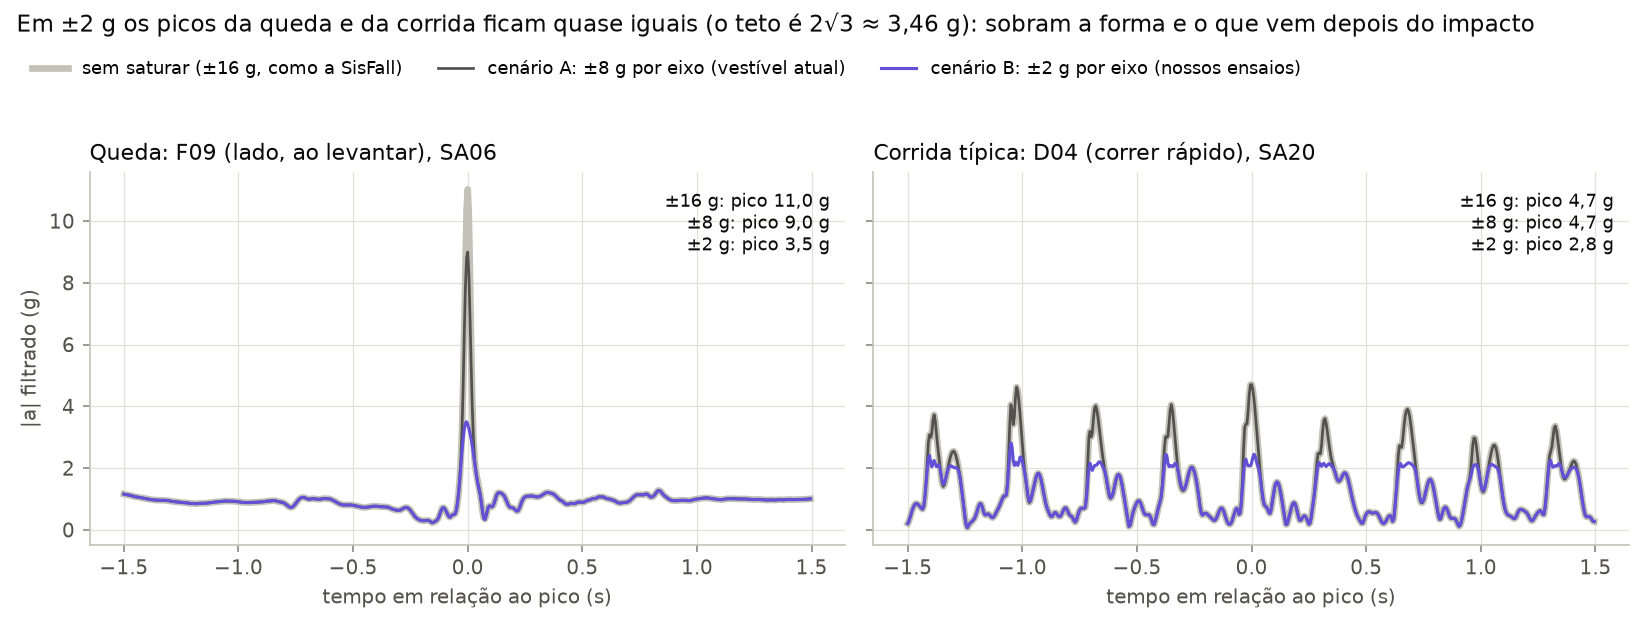 Em ±2 g os picos da queda e da corrida ficam quase iguais (o teto é 2√3 ≈ 3,46 g): sobram a forma e o que vem depois do impacto
sem saturar (±16 g, como a SisFall)
cenário A: ±8 g por eixo (vestível atual)
cenário B: ±2 g por eixo (nossos ensaios)
Queda: F09 (lado, ao levantar), SA06
±16 g: pico 11,0 g
±8 g: pico 9,0 g
±2 g: pico 3,5 g
|a| filtrado (g)
10
8
6
4
2
0
−1.5 −1.0 −0.5 0.0 0.5 1.0 1.5
tempo em relação ao pico (s)
Corrida típica: D04 (correr rápido), SA20
±16 g: pico 4,7 g
±8 g: pico 4,7 g
±2 g: pico 2,8 g
−1.5 −1.0 −0.5 0.0 0.5 1.0 1.5
tempo em relação ao pico (s)